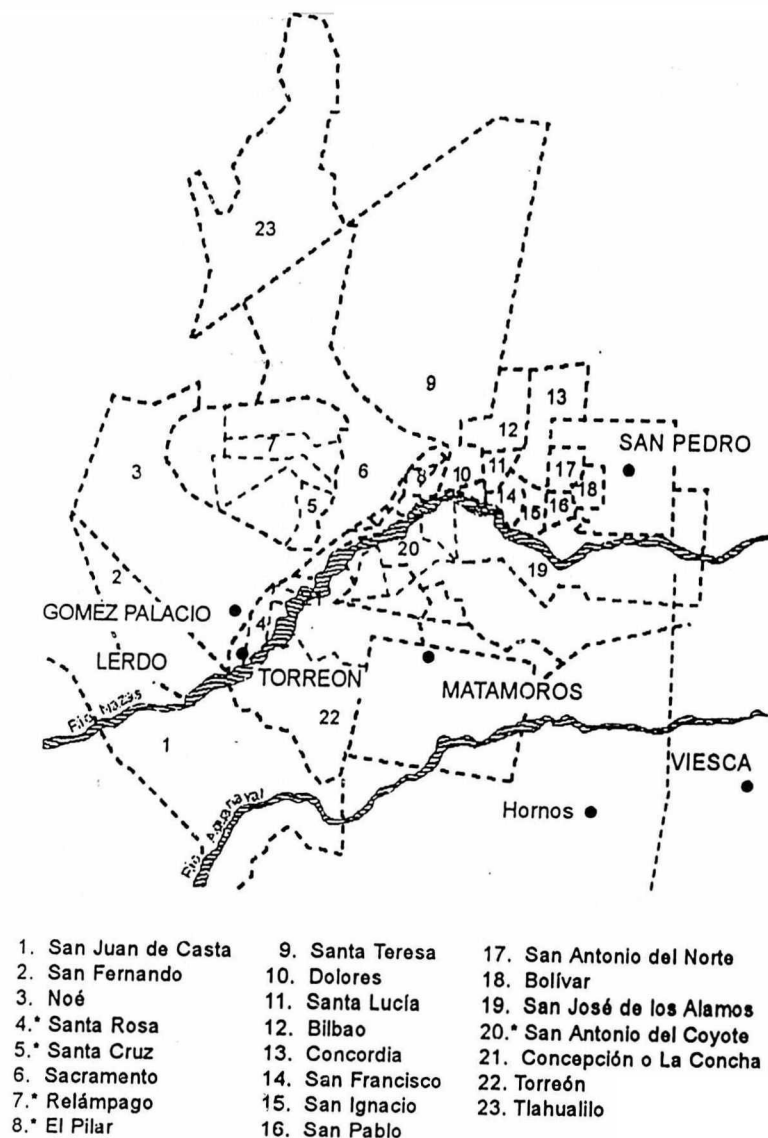 23
9
13
12
3
7
SAN PEDRO
6
8
10
11
17
18
5
14
15
16
20
2
19
GOMEZ PALACIO
4
LERDO
TORREON
MATAMOROS
Río Nazas
22
1
VIESCA
Río Aguanaval
Hornos
1. San Juan de Casta
2. San Fernando
3. Noé
4.* Santa Rosa
5.* Santa Cruz
6. Sacramento
7.* Relámpago
8.* El Pilar
9. Santa Teresa
10. Dolores
11. Santa Lucía
12. Bilbao
13. Concordia
14. San Francisco
15. San Ignacio
16. San Pablo
17. San Antonio del Norte
18. Bolívar
19. San José de los Alamos
20.* San Antonio del Coyote
21. Concepción o La Concha
22. Torreón
23. Tlahualilo